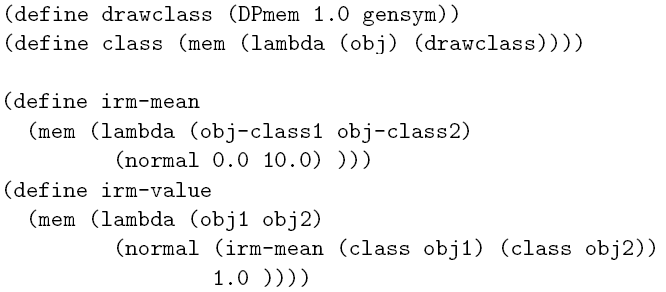 (define drawclass (DPmem 1.0 gensym))
(define class (mem (lambda (obj) (drawclass))))
(define irm-mean
(mem (lambda (obj-class1 obj-class2)
(normal 0.0 10.0) )))
(define irm-value
(mem (lambda (obj1 obj2)
(normal (irm-mean (class obj1) (class obj2))
1.0 ))))